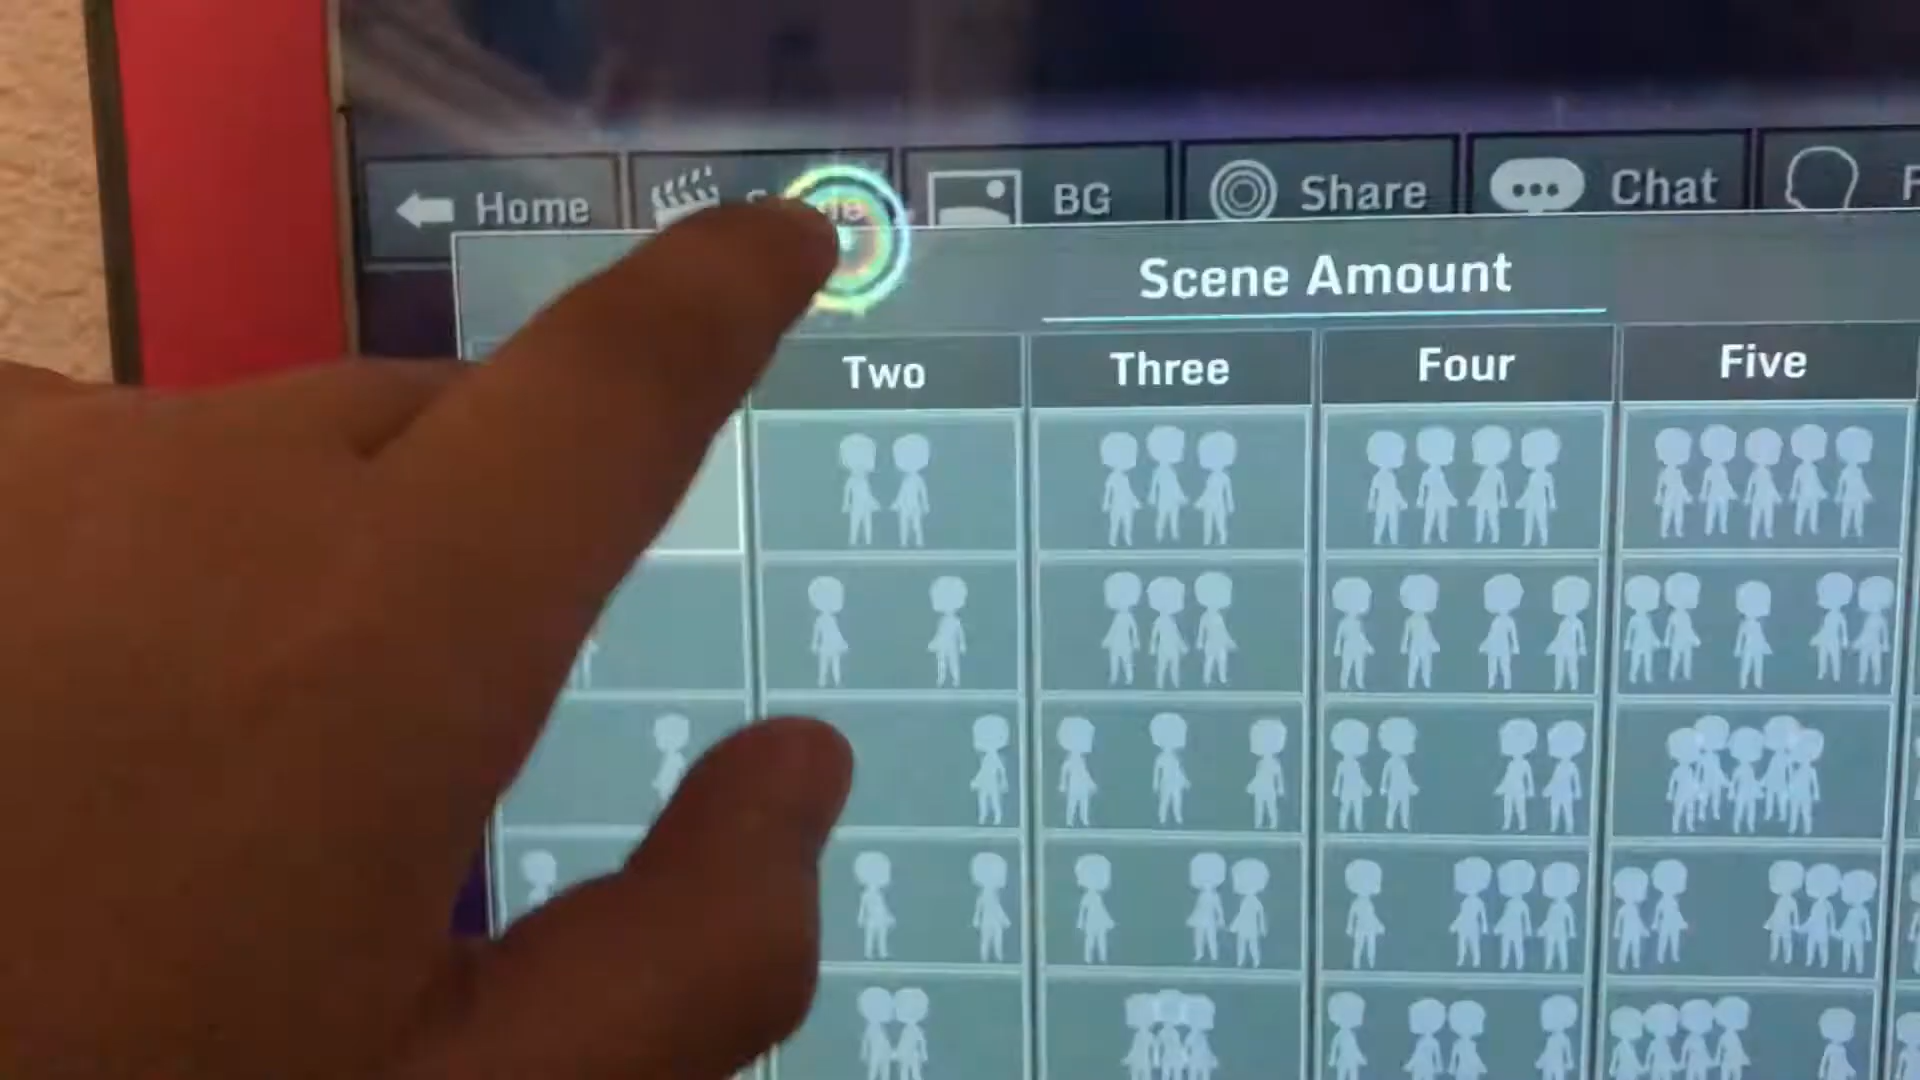 Home
BG
Share
Chat
Scene Amount
Two
Three
Four
Five